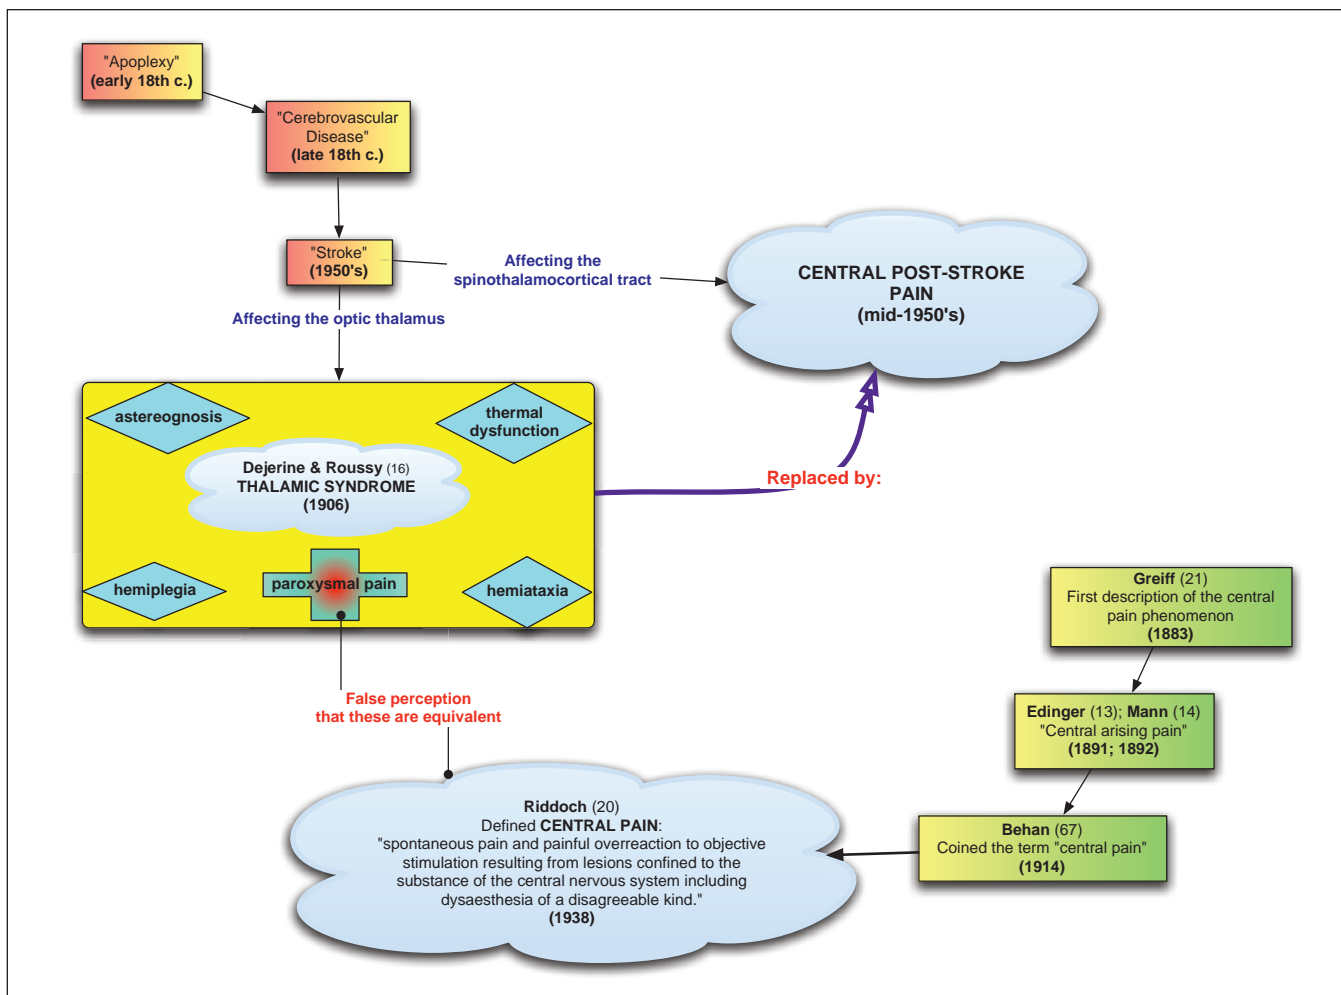 "Apoplexy"
(early 18th c.)
"Cerebrovascular
Disease"
(late 18th c.)
"Stroke"
(1950's)
Affecting the
spinothalamocortical tract
CENTRAL POST-STROKE
PAIN
(mid-1950's)
Affecting the optic thalamus
astereognosis
thermal
dysfunction
Dejerine & Roussy (16)
THALAMIC SYNDROME
(1906)
hemiplegia
paroxysmal pain
hemiataxia
Replaced by:
False perception
that these are equivalent
Greiff (21)
First description of the central
pain phenomenon
(1883)
Edinger (13); Mann (14)
"Central arising pain"
(1891; 1892)
Behan (67)
Coined the term "central pain"
(1914)
Riddoch (20)
Defined CENTRAL PAIN:
"spontaneous pain and painful overreaction to objective
stimulation resulting from lesions confined to the
substance of the central nervous system including
dysaesthesia of a disagreeable kind."
(1938)